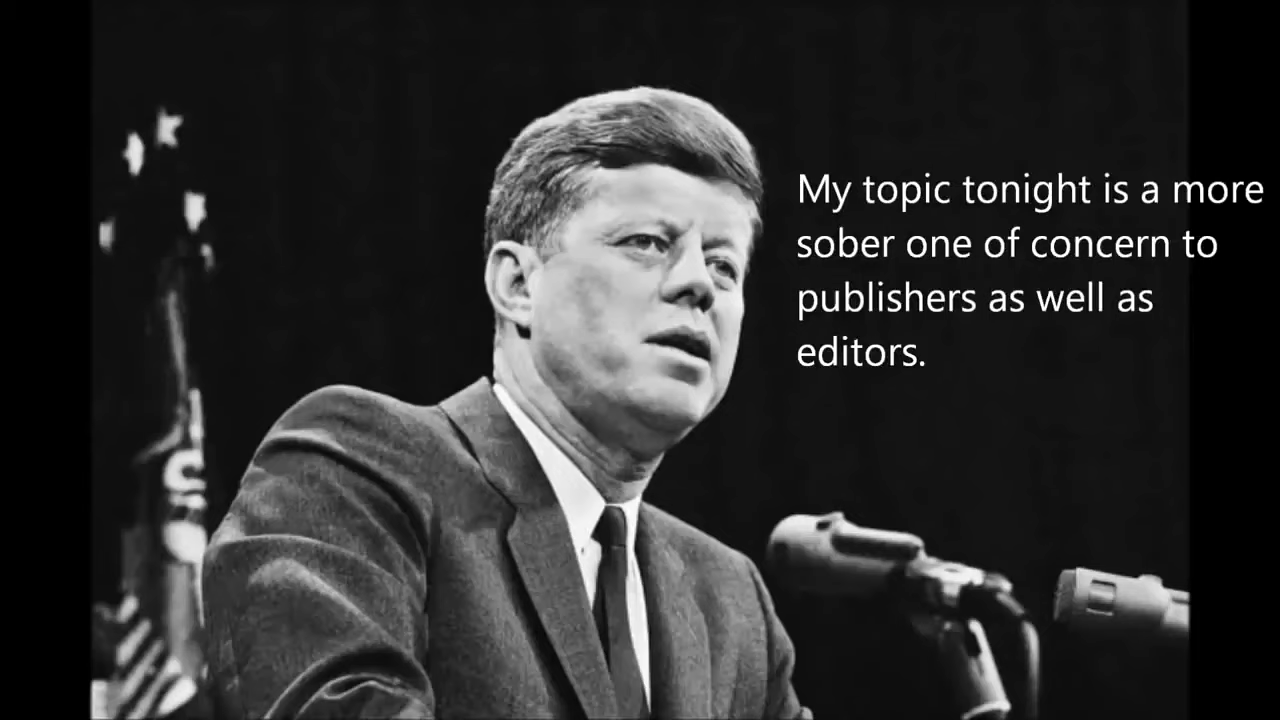 My topic tonight is a more
sober one of concern to
publishers as well as
editors.